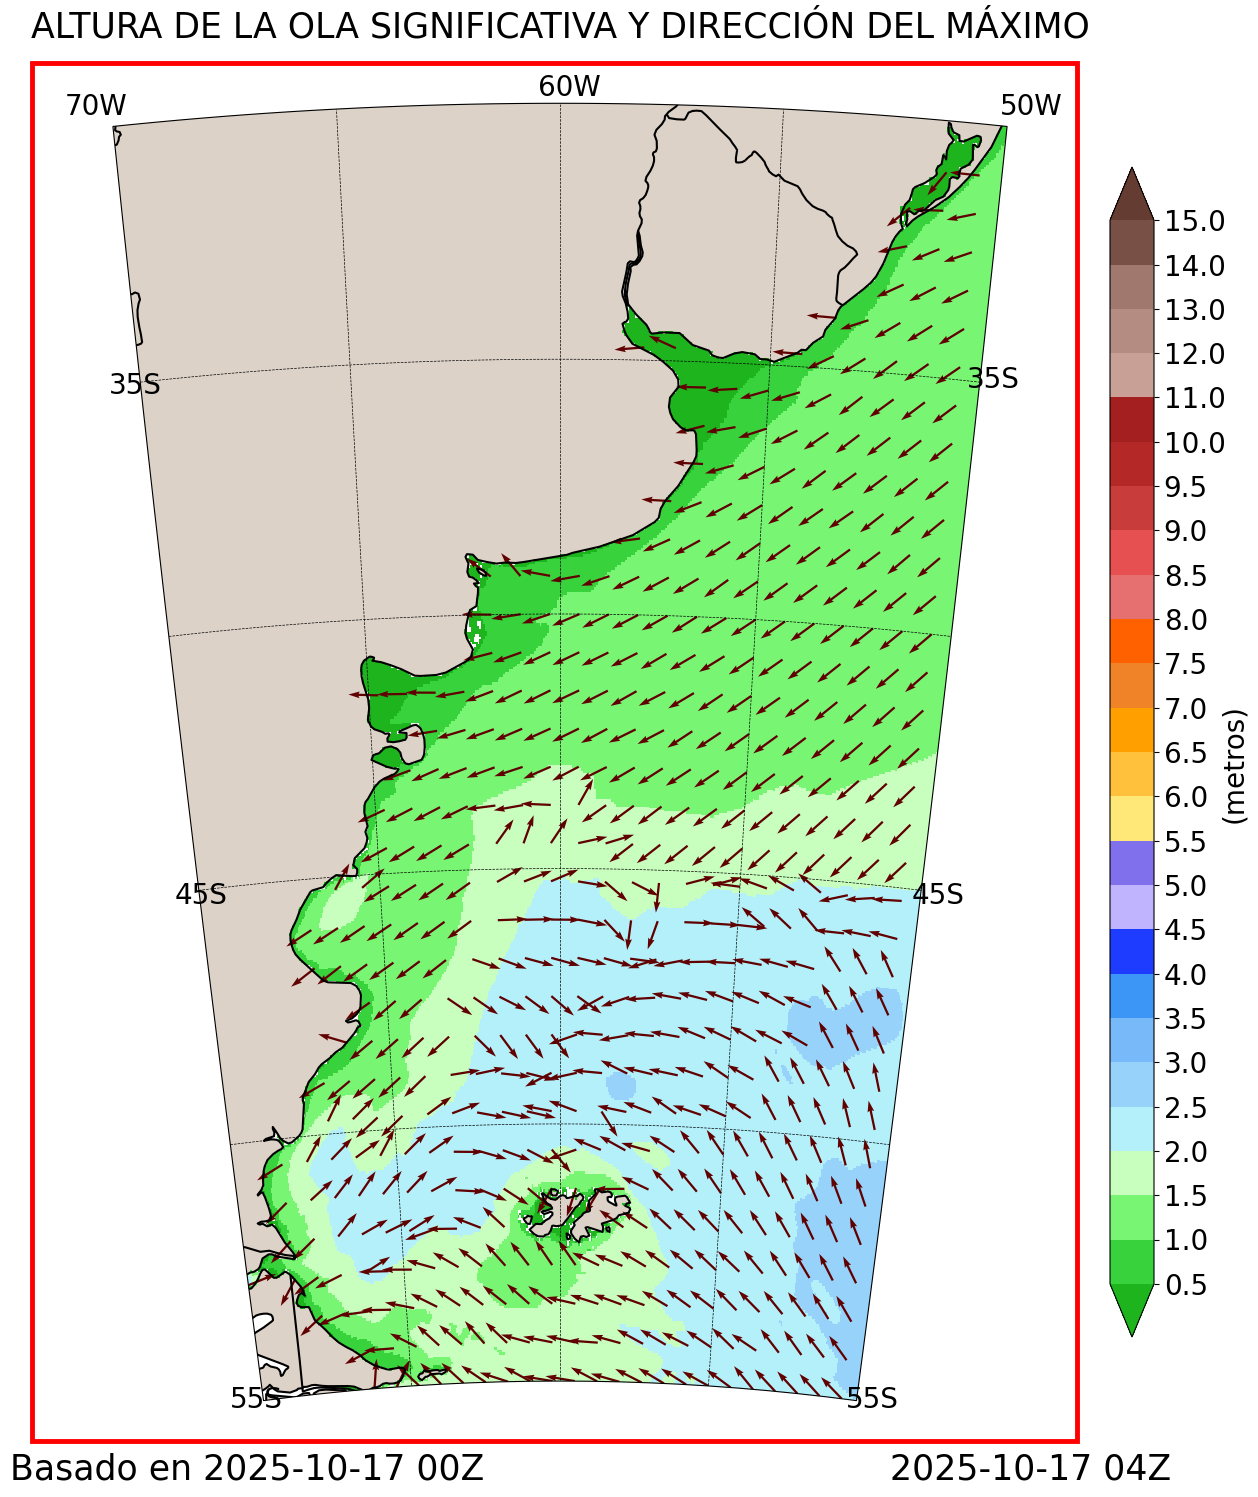 ALTURA DE LA OLA SIGNIFICATIVA Y DIRECCIÓN DEL MÁXIMO
70W
60W
50W
35S
35S
45S
45S
55S
55S
15.0
14.0
13.0
12.0
11.0
10.0
9.5
9.0
8.5
8.0
7.5
7.0
6.5
6.0
5.5
5.0
4.5
4.0
3.5
3.0
2.5
2.0
1.5
1.0
0.5
(metros)
Basado en 2025-10-17 00Z
2025-10-17 04Z